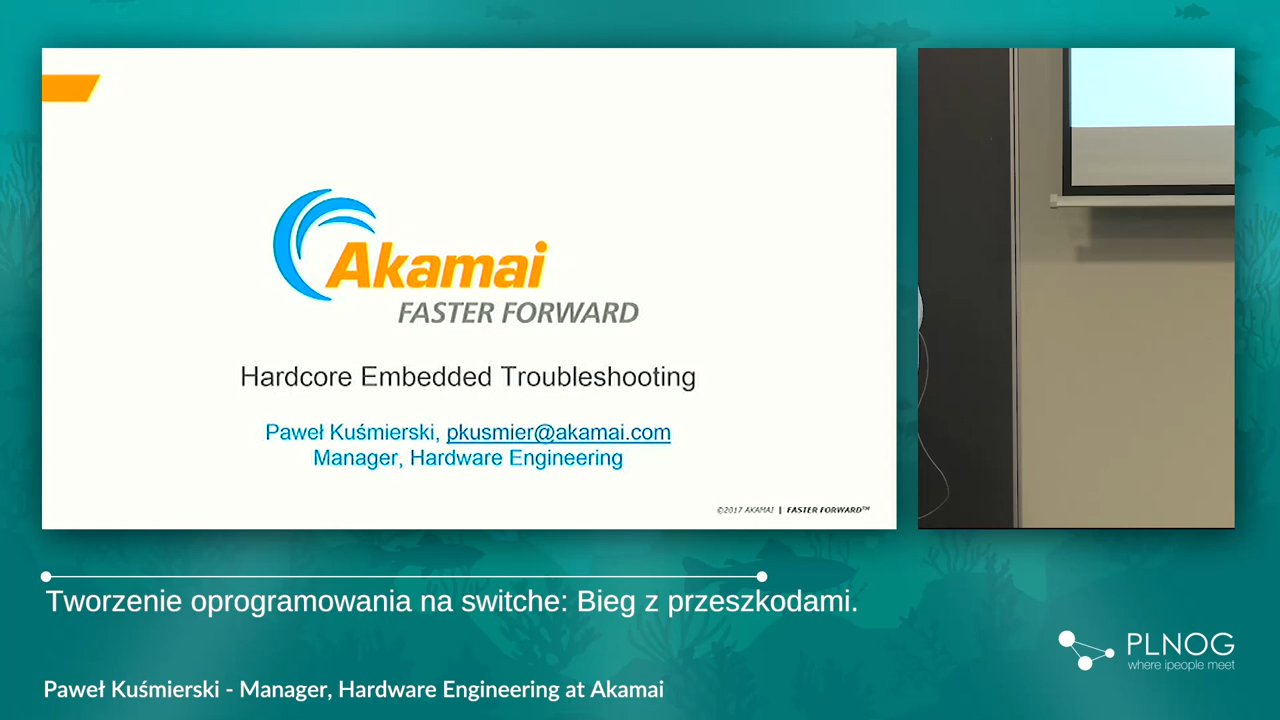 Akamai
FASTER FORWARD
Hardcore Embedded Troubleshooting
Paweł Kuśmierski, pkusmier@akamai.com
Manager, Hardware Engineering
©2017 AKAMAI | FASTER FORWARD™
Tworzenie oprogramowania na switche: Bieg z przeszkodami.
PLNOG
where ipeople meet
Paweł Kuśmierski - Manager, Hardware Engineering at Akamai